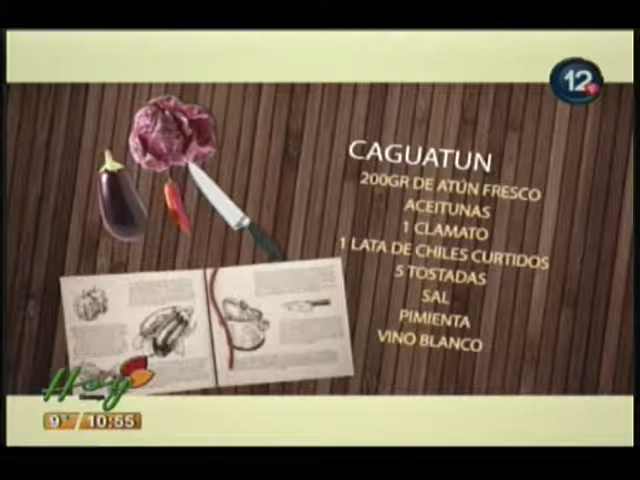 12
CAGUATUN
200GR DE ATÚN FRESCO
ACEITUNAS
1 CLAMATO
1 LATA DE CHILES CURTIDOS
5 TOSTADAS
SAL
PIMIENTA
VINO BLANCO
Hoy
9° / 10:55